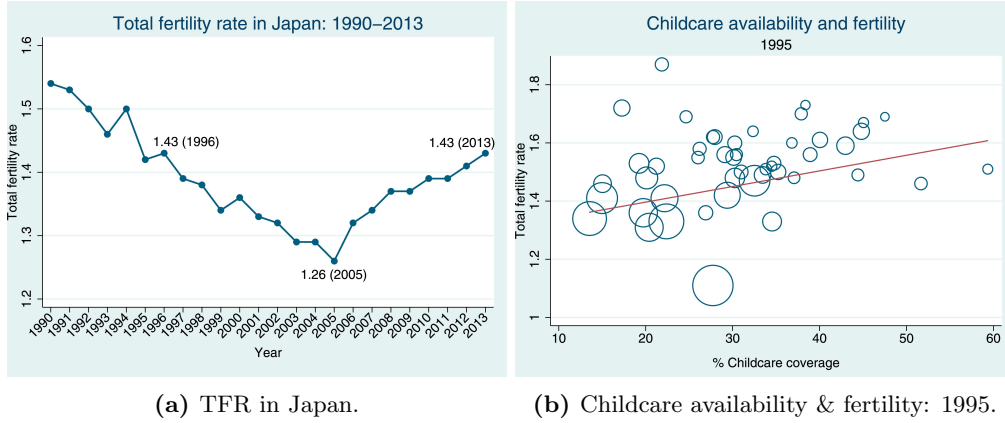 Total fertility rate in Japan: 1990–2013
Total fertility rate
1.6
1.5
1.4
1.3
1.2
1.43 (1996)
1.43 (2013)
1.26 (2005)
1990 1991 1992 1993 1994 1995 1996 1997 1998 1999 2000 2001 2002 2003 2004 2005 2006 2007 2008 2009 2010 2011 2012 2013
Year
(a) TFR in Japan.
Childcare availability and fertility
1995
Total fertility rate
1.8
1.6
1.4
1.2
1
10 20 30 40 50 60
% Childcare coverage
(b) Childcare availability & fertility: 1995.